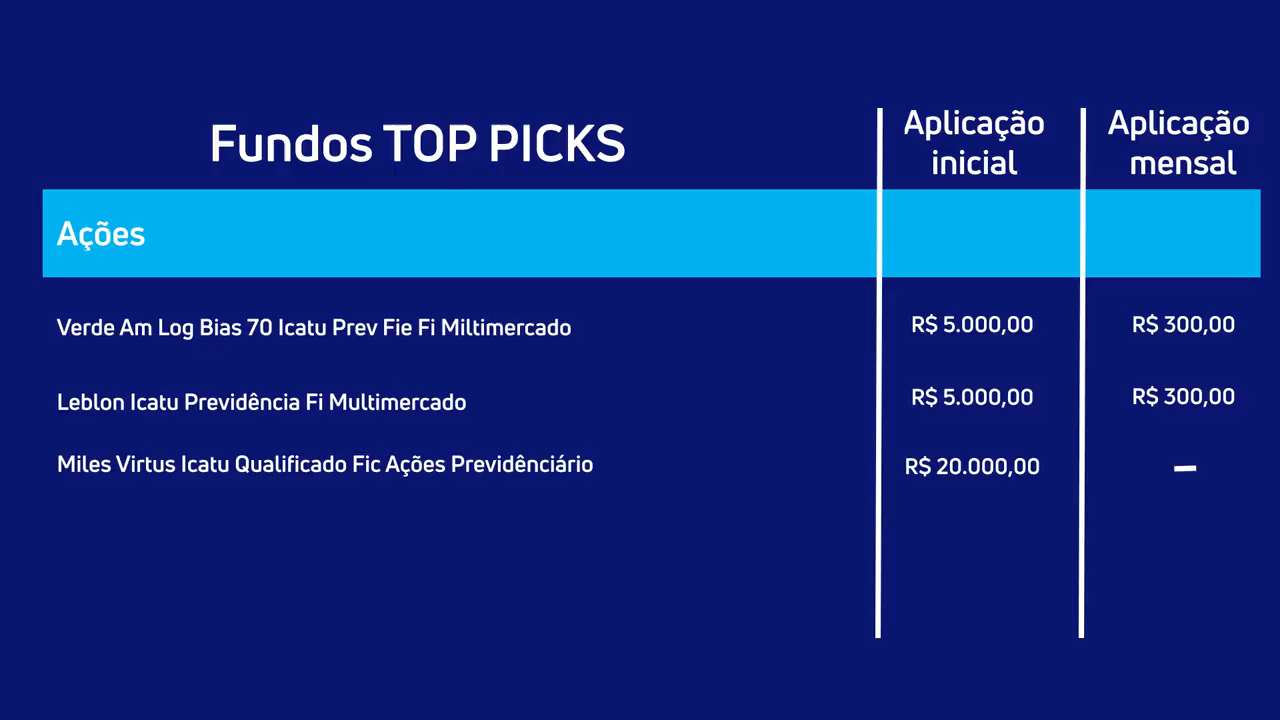 Fundos TOP PICKS
Aplicação
inicial
Aplicação
mensal
Ações
Verde Am Log Bias 70 Icatu Prev Fie Fi Miltimercado R$ 5.000,00 R$ 300,00
Leblon Icatu Previdência Fi Multimercado R$ 5.000,00 R$ 300,00
Miles Virtus Icatu Qualificado Fic Ações Previdênciário R$ 20.000,00 –